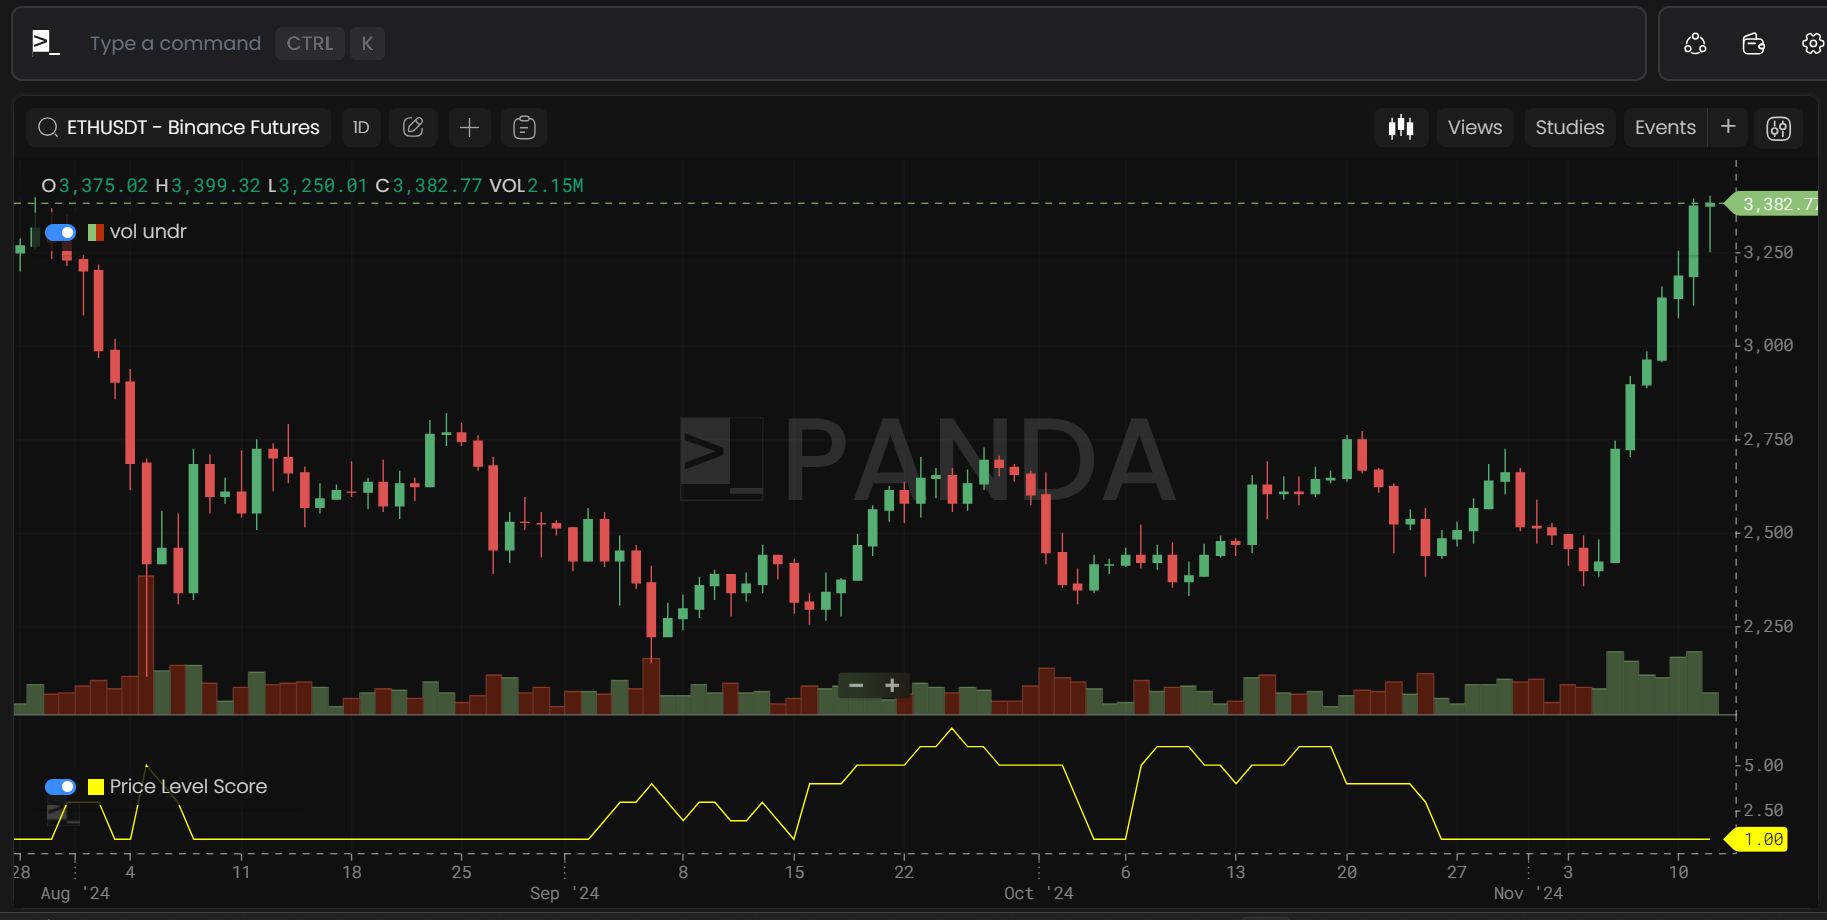 Type a command CTRL K
ETHUSDT - Binance Futures 1D Views Studies Events +
O3,375.02 H3,399.32 L3,250.01 C3,382.77 VOL2.15M
3,382.77
vol undr
3,250
3,000
PANDA
2,750
2,500
2,250
Price Level Score
5.00
2.50
1.00
28 4 11 18 25 8 15 22 6 13 20 27 3 10
Aug '24 Sep '24 Oct '24 Nov '24